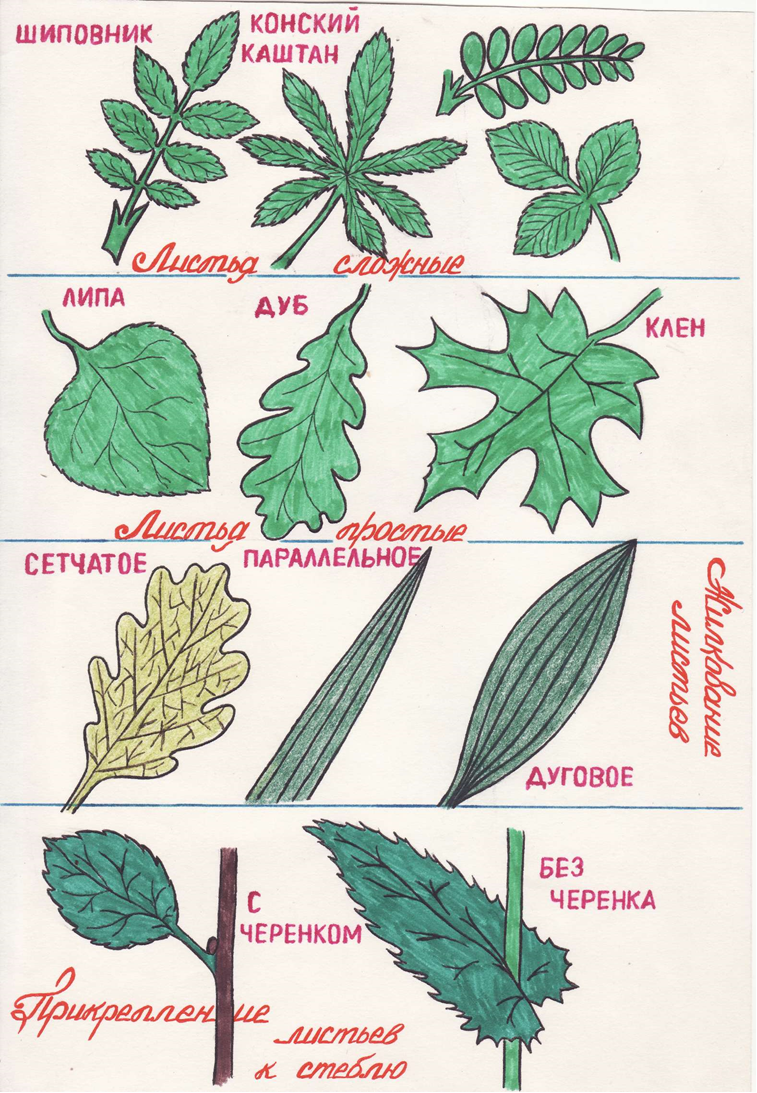 ШИПОВНИК
КОНСКИЙ
КАШТАН
Листья сложные
ЛИПА
ДУБ
КЛЕН
Листья простые
СЕТЧАТОЕ
ПАРАЛЛЕЛЬНОЕ
ДУГОВОЕ
Жилкование
листьев
С
ЧЕРЕНКОМ
БЕЗ
ЧЕРЕНКА
Прикрепление
листьев
к стеблю